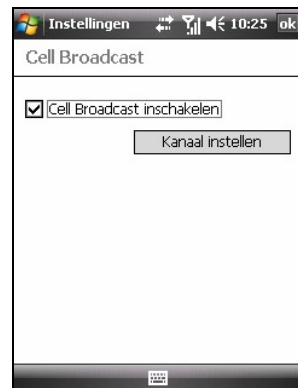 Instellingen 10:25 ok
Cell Broadcast
Cell Broadcast inschakelen
Kanaal instellen